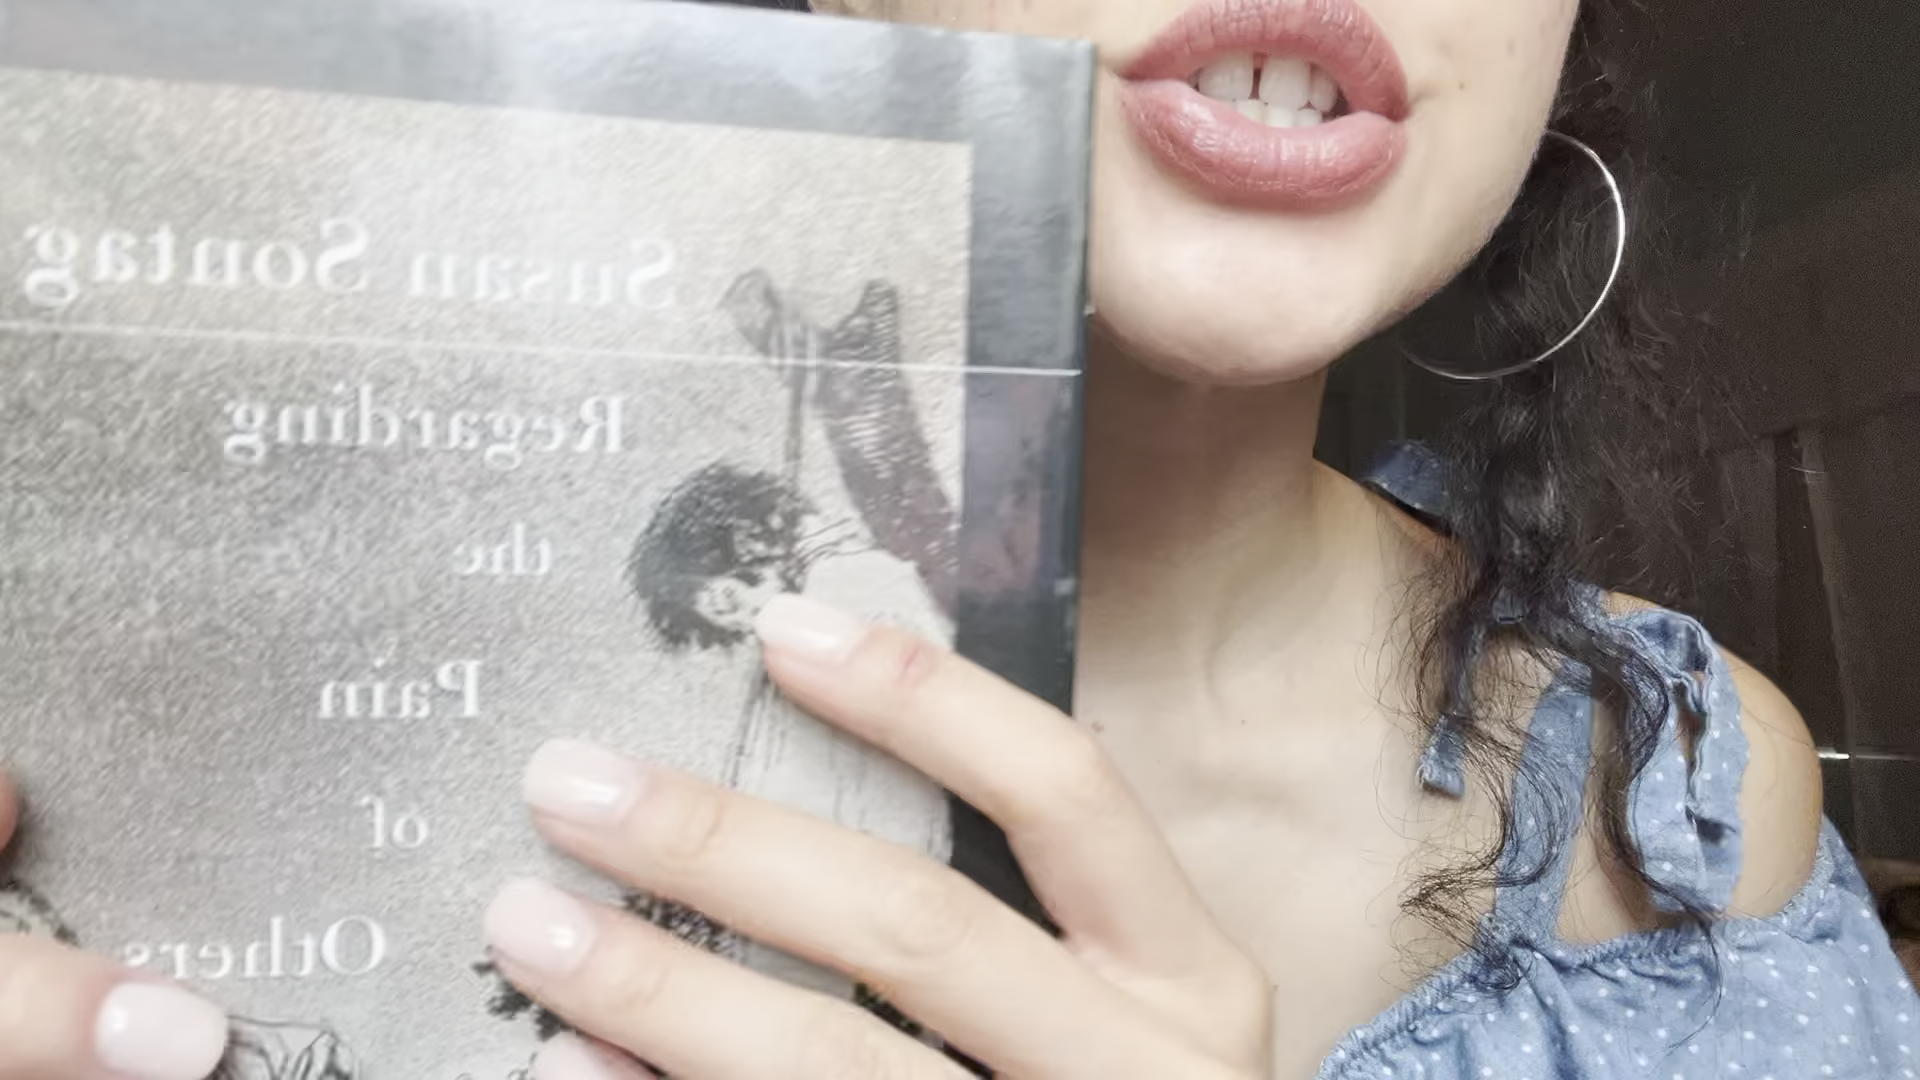 Susan Sontag
Regarding
the
Pain
of
Others